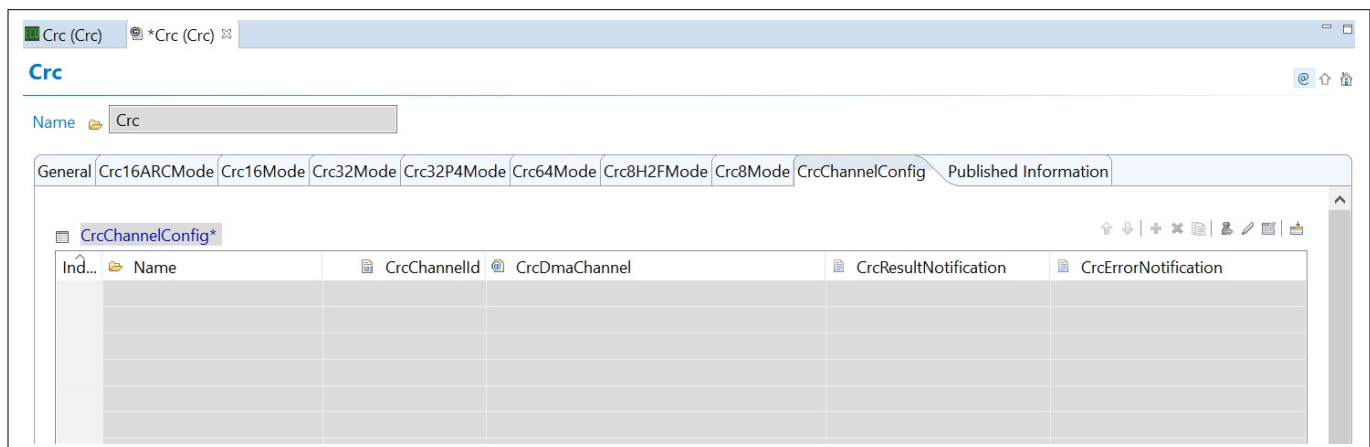 Crc (Crc) *Crc (Crc)
Crc
Name Crc
General Crc16ARCMode Crc16Mode Crc32Mode Crc32P4Mode Crc64Mode Crc8H2FMode Crc8Mode CrcChannelConfig Published Information
CrcChannelConfig*
Ind... Name CrcChannelId CrcDmaChannel CrcResultNotification CrcErrorNotification